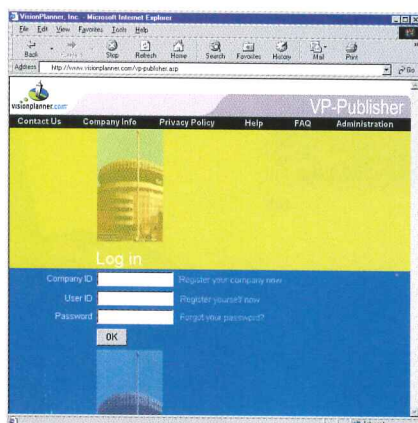 VisionPlanner, Inc. - Microsoft Internet Explorer
File Edit View Favorites Tools Help
Back Stop Refresh Home Search Favorites History Mail Print
Address http://www.visionplanner.com/vp-publisher.asp Go
visionplanner.com
VP-Publisher
Contact Us Company Info Privacy Policy Help FAQ Administration
Log in
Company ID Register your company now
User ID Register yourself now
Password Forgot your password?
OK